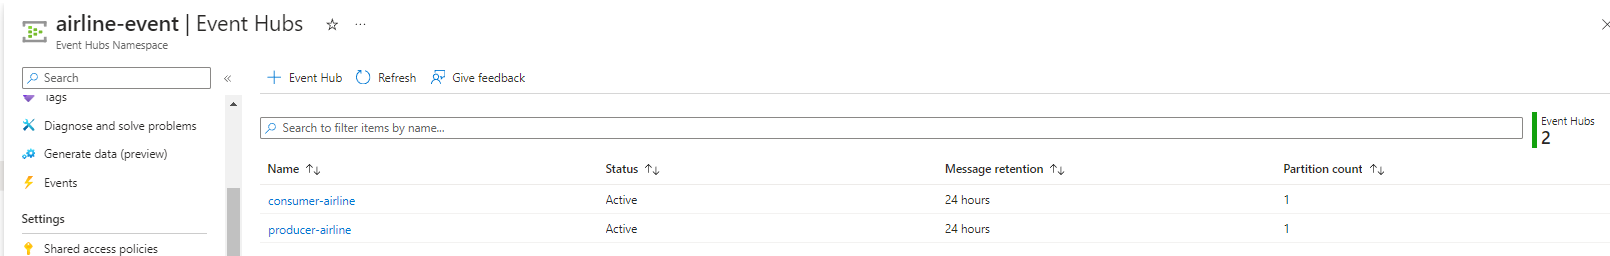 airline-event | Event Hubs ☆ ···
Event Hubs Namespace
Search «
Tags
Diagnose and solve problems
Generate data (preview)
Events
Settings
Shared access policies
+ Event Hub Refresh Give feedback
Search to filter items by name...
Event Hubs
2
Name ↑↓ Status ↑↓ Message retention ↑↓ Partition count ↑↓
consumer-airline Active 24 hours 1
producer-airline Active 24 hours 1